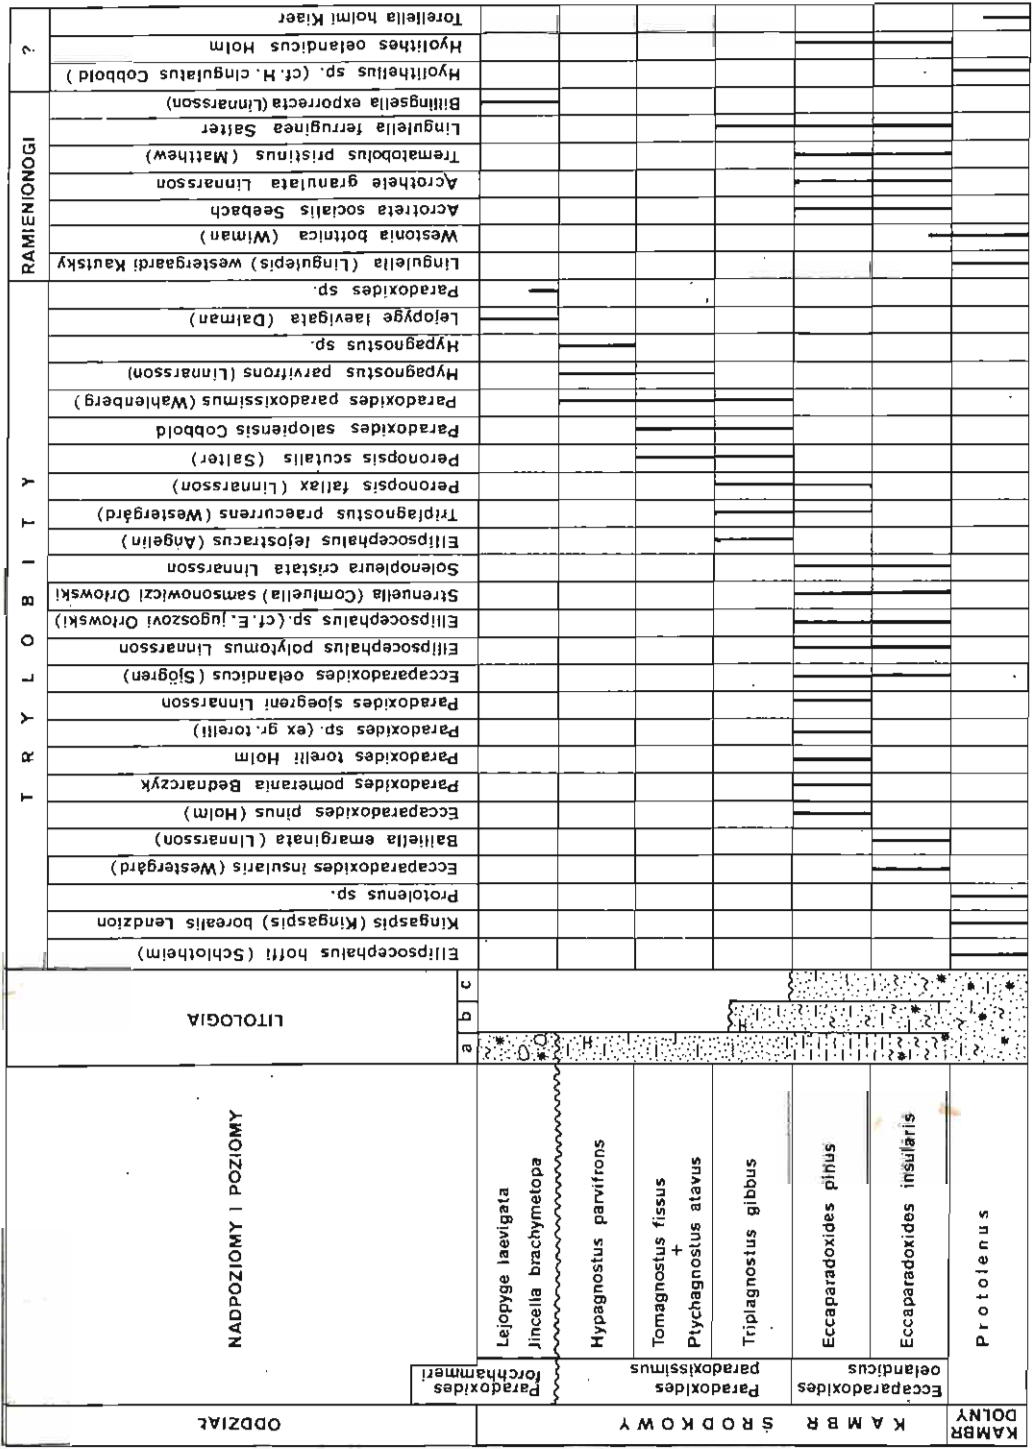 ODDZIAŁ
NADPOZIOMY I POZIOMY
LITOLOGIA
a
b
c
TRYLOBITY
RAMIENIONOGI
?
Ellipsocephalus hoffi (Schlotheim)
Kingaspis (Kingaspis) borealis Lendzion
Protolenus sp.
Eccaparadoxides insularis (Westergård)
Bailiella emarginata (Linnarsson)
Eccaparadoxides pinus (Holm)
Paradoxides pomerania Bednarczyk
Paradoxides torelli Holm
Paradoxides sp. (ex gr. torelli)
Paradoxides sjoegreni Linnarsson
Eccaparadoxides oelandicus (Sjögren)
Ellipsocephalus polytomus Linnarsson
Ellipsocephalus sp. (cf. E. jugoszovi Orłowski)
Strenuella (Comluella) samsonowiczi Orłowski
Solenopleura cristata Linnarsson
Ellipsocephalus lejostracus (Angelin)
Triplagnostus praecurrens (Westergård)
Peronopsis fallax (Linnarsson)
Peronopsis scutalis (Salter)
Paradoxides salopiensis Cobbold
Paradoxides paradoxissimus (Wahlenberg)
Hypagnostus parvifrons (Linnarsson)
Hypagnostus sp.
Lejopyge laevigata (Dalman)
Paradoxides sp.
Lingulella (Lingulepis) westergaardi Kautsky
Westonia bottnica (Wiman)
Acrotreta socialis Seebach
Acrothele granulata Linnarsson
Trematobolus pristinus (Matthew)
Lingulella ferruginea Salter
Billingsella exporrecta (Linnarsson)
Hyolithellus sp. (cf. H. cingulatus Cobbold)
Hyolithes oelandicus Holm
Torellella holmi Kiaer
KAMBR ŚRODKOWY
Paradoxides
forchhammeri
Lejopyge laevigata
Jincella brachymetopa
Paradoxides
paradoxissimus
Hypagnostus parvifrons
Tomagnostus fissus
+
Ptychagnostus atavus
Triplagnostus gibbus
Eccaparadoxides
oelandicus
Eccaparadoxides pinus
Eccaparadoxides insularis
KAMBR
DOLNY
Protolenus